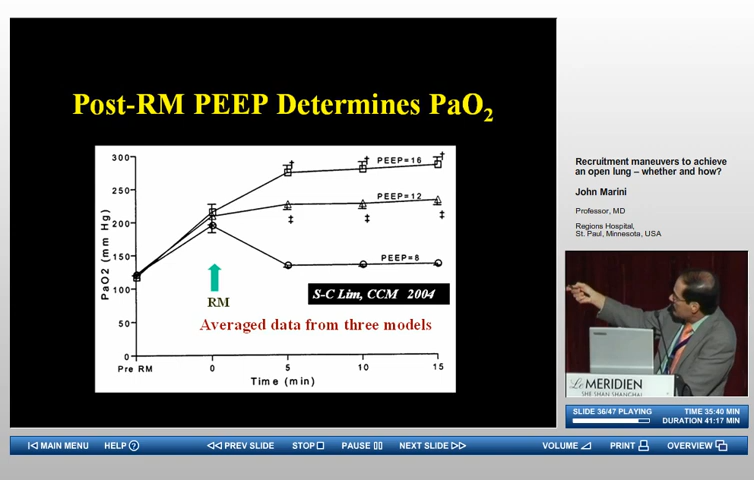 Post-RM PEEP Determines PaO2
300
250
200
150
100
50
0
PaO2 (mm Hg)
PEEP=16
PEEP=12
PEEP=8
‡
‡
‡
‡
RM
S-C Lim, CCM 2004
Averaged data from three models
Pre RM 0 5 10 15
Time (min)
Recruitment maneuvers to achieve
an open lung – whether and how?
John Marini
Professor, MD
Regions Hospital,
St. Paul, Minnesota, USA
Le MERIDIEN
SHE SHAN SHANGHAI
SLIDE 36/47 PLAYING TIME 35:40 MIN
DURATION 41:17 MIN
MAIN MENU HELP ? PREV SLIDE STOP PAUSE NEXT SLIDE VOLUME PRINT OVERVIEW